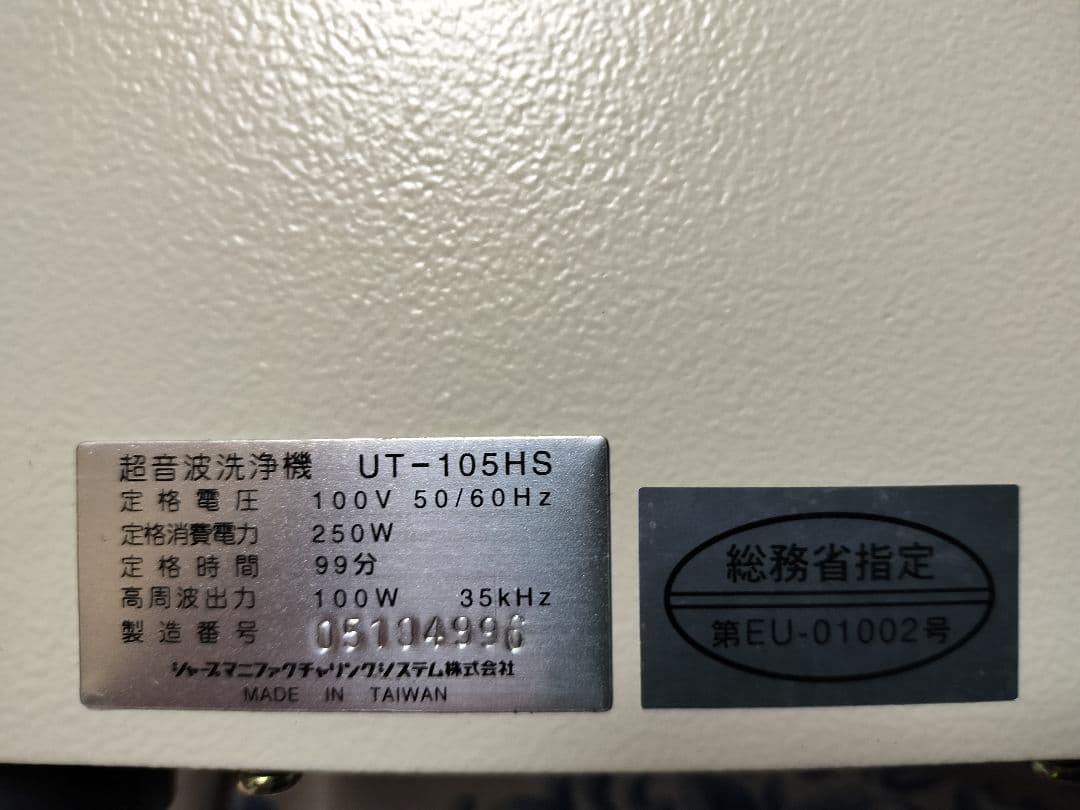 超音波洗浄機 UT-105HS
定格電圧 100V 50/60Hz
定格消費電力 250W
定格時間 99分
高周波出力 100W 35kHz
製造番号 05104996
シャープマニファクチャリングシステム株式会社
MADE IN TAIWAN
総務省指定
第EU-01002号